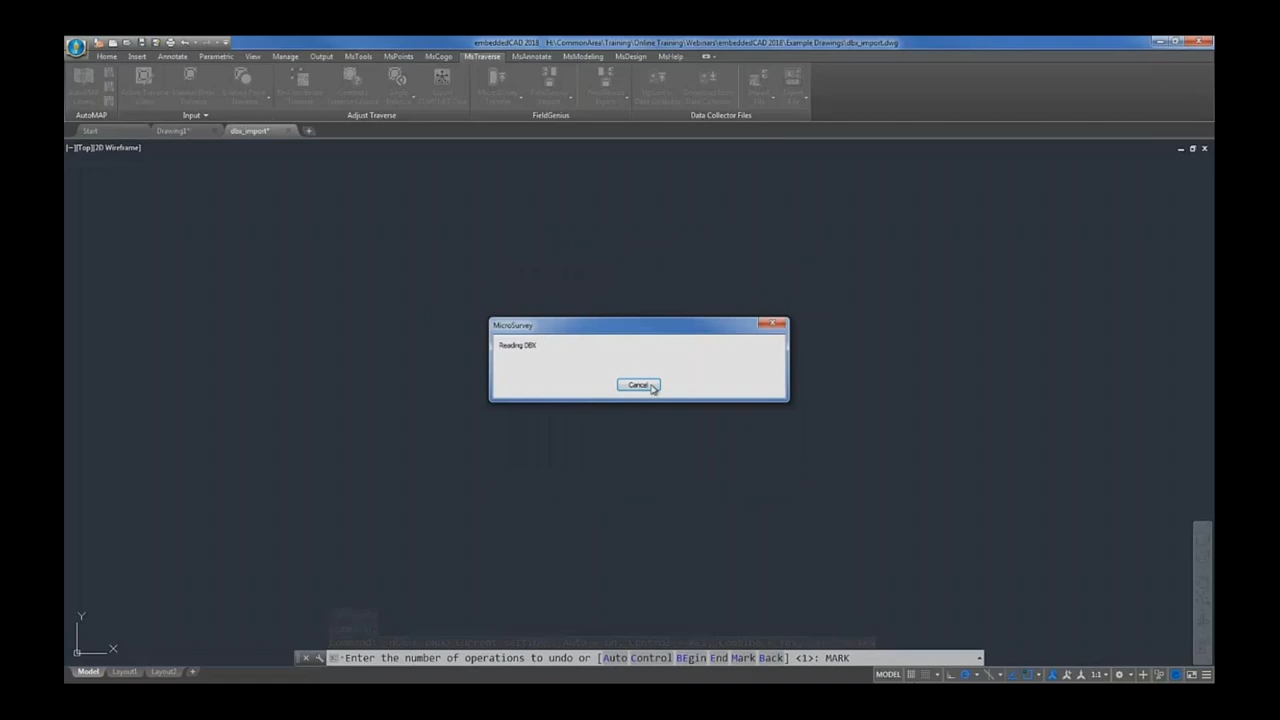 embeddedCAD 2018 H:\CommonArea\Training\Online Training\Webinars\embeddedCAD 2018\Example Drawings\dbx_import.dwg
Home Insert Annotate Parametric View Manage Output MsTools MsPoints MsCogo MsTraverse MsAnnotate MsModeling MsDesign MsHelp
AutoMAP Input Adjust Traverse FieldGenius Data Collector Files
Start Drawing1* dbx_import*
[−][Top][2D Wireframe]
MicroSurvey
Reading DBX
Cancel
Y
X
Enter the number of operations to undo or [Auto Control BEgin End Mark Back] <1>: MARK
Model Layout1 Layout2 +
MODEL 1:1